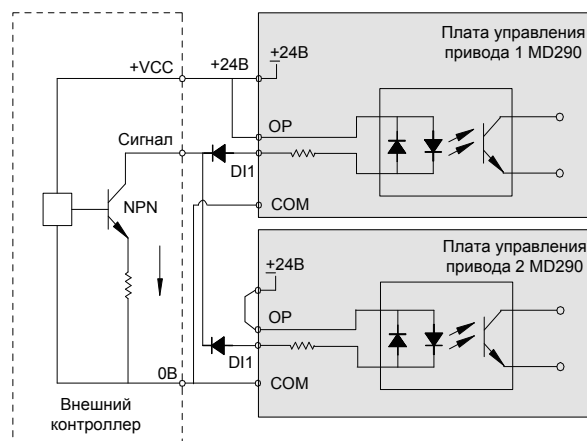 Плата управления
привода 1 MD290
+24В
+VCC
+24В
OP
Сигнал
DI1
NPN
COM
Плата управления
привода 2 MD290
+24В
OP
DI1
0В
COM
Внешний
контроллер